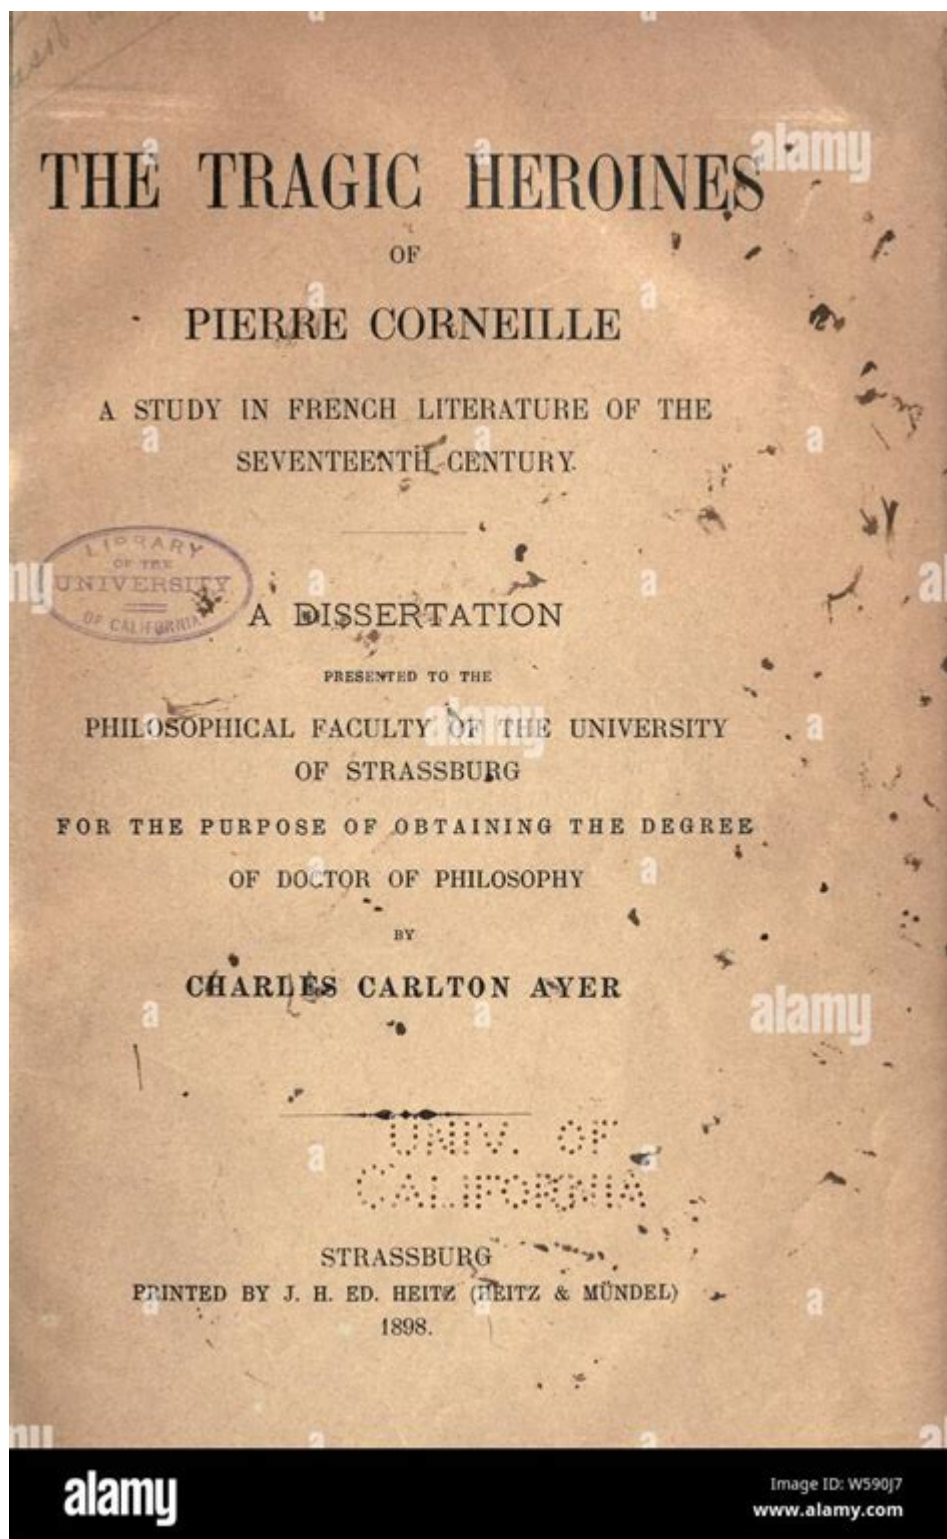 THE TRAGIC HEROINES
OF
PIERRE CORNEILLE
A STUDY IN FRENCH LITERATURE OF THE
SEVENTEENTH CENTURY.
LIBRARY
OF THE
UNIVERSITY
OF CALIFORNIA
A DISSERTATION
PRESENTED TO THE
PHILOSOPHICAL FACULTY OF THE UNIVERSITY
OF STRASSBURG
FOR THE PURPOSE OF OBTAINING THE DEGREE
OF DOCTOR OF PHILOSOPHY
BY
CHARLES CARLTON AYER
UNIV. OF
CALIFORNIA
STRASSBURG
PRINTED BY J. H. ED. HEITZ (HEITZ & MÜNDEL)
1898.
alamy
alamy
alamy
alamy
Image ID: W590J7
www.alamy.com